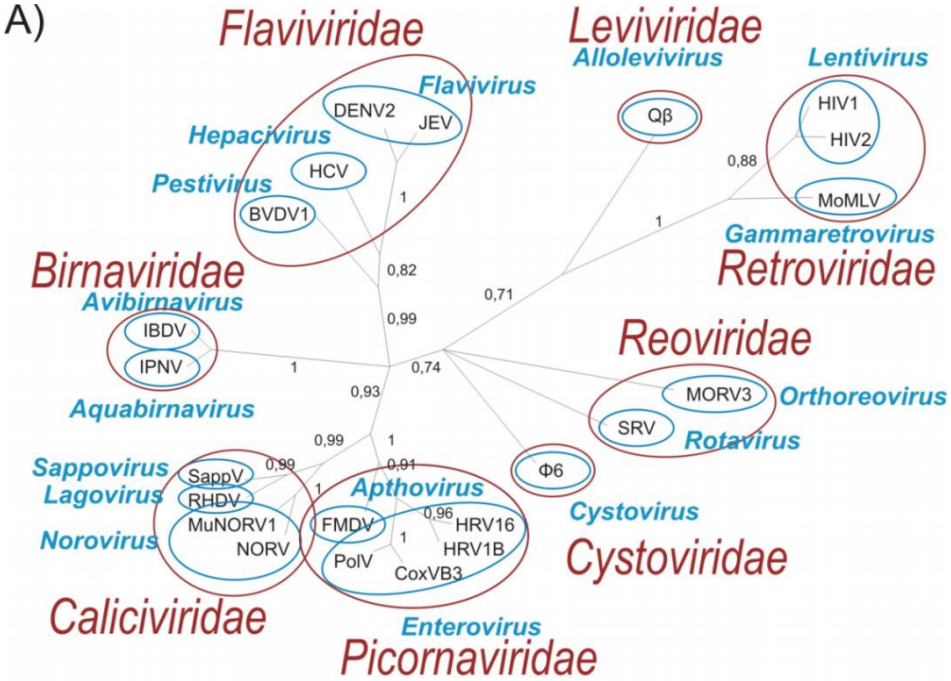 A)
Flaviviridae
Leviviridae
Allolevivirus
Lentivirus
Flavivirus
DENV2
JEV
Qβ
HIV1
HIV2
Hepacivirus
HCV
0,88
Pestivirus
BVDV1
1
MoMLV
1
Gammaretrovirus
Retroviridae
Birnaviridae
0,82
Avibirnavirus
0,71
0,99
IBDV
Reoviridae
IPNV
1
0,74
0,93
MORV3
Orthoreovirus
Aquabirnavirus
SRV
Rotavirus
0,99
1
Sappovirus
SappV
0,99
0,91
Φ6
Lagovirus
RHDV
1
Apthovirus
Cystovirus
MuNORV1
FMDV
0,96
HRV16
Norovirus
NORV
PolV
1
HRV1B
CoxVB3
Cystoviridae
Caliciviridae
Enterovirus
Picornaviridae